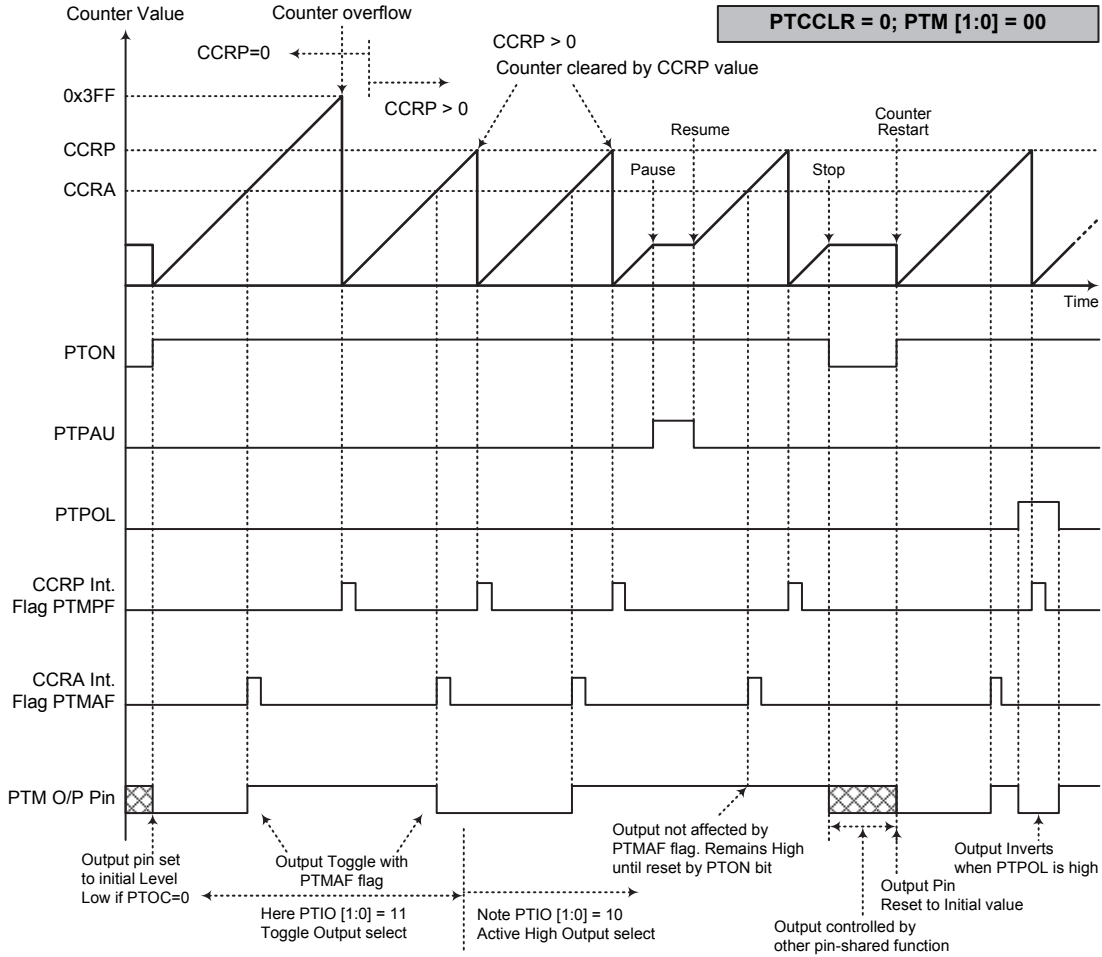 Counter Value
Counter overflow
PTCCLR = 0; PTM [1:0] = 00
CCRP=0
CCRP > 0
CCRP > 0
Counter cleared by CCRP value
0x3FF
CCRP
CCRA
Pause
Resume
Stop
Counter
Restart
Time
PTON
PTPAU
PTPOL
CCRP Int.
Flag PTMPF
CCRA Int.
Flag PTMAF
PTM O/P Pin
Output pin set
to initial Level
Low if PTOC=0
Output Toggle with
PTMAF flag
Here PTIO [1:0] = 11
Toggle Output select
Note PTIO [1:0] = 10
Active High Output select
Output not affected by
PTMAF flag. Remains High
until reset by PTON bit
Output controlled by
other pin-shared function
Output Pin
Reset to Initial value
Output Inverts
when PTPOL is high